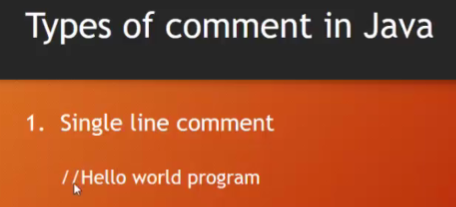 Types of comment in Java
1. Single line comment
//Hello world program